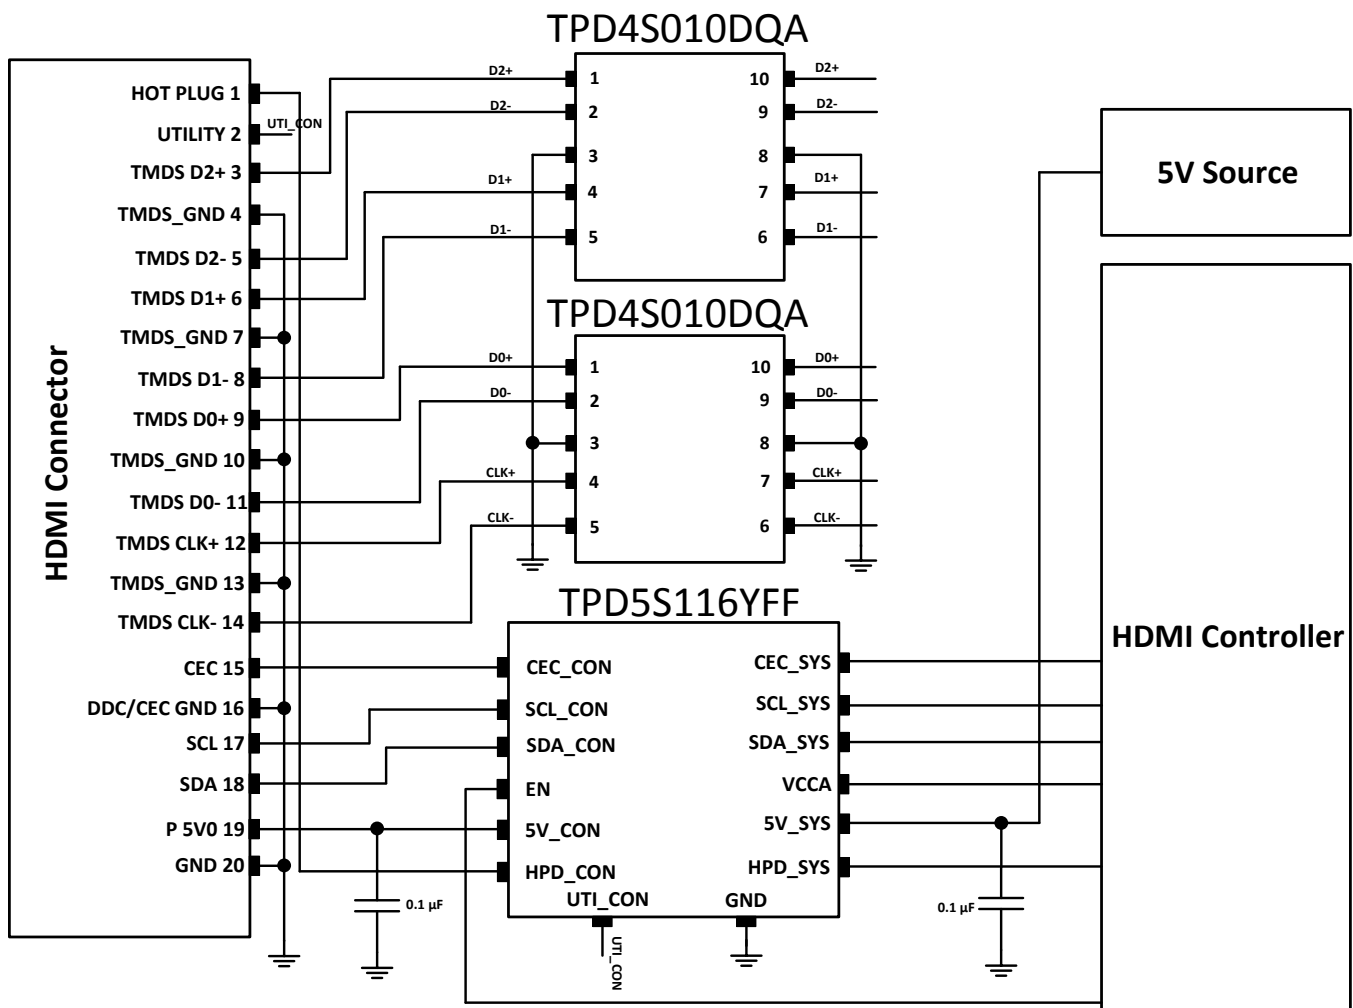 TPD4S010DQA
HDMI Connector
HOT PLUG 1
UTILITY 2
UTI_CON
TMDS D2+ 3
TMDS_GND 4
TMDS D2- 5
TMDS D1+ 6
TMDS_GND 7
TMDS D1- 8
TMDS D0+ 9
TMDS_GND 10
TMDS D0- 11
TMDS CLK+ 12
TMDS_GND 13
TMDS CLK- 14
CEC 15
DDC/CEC GND 16
SCL 17
SDA 18
P 5V0 19
GND 20
0.1 µF
D2+ 1 10 D2+
D2- 2 9 D2-
3 8
D1+ 4 7 D1+
D1- 5 6 D1-
TPD4S010DQA
D0+ 1 10 D0+
D0- 2 9 D0-
3 8
CLK+ 4 7 CLK+
CLK- 5 6 CLK-
TPD5S116YFF
CEC_CON CEC_SYS
SCL_CON SCL_SYS
SDA_CON SDA_SYS
EN VCCA
5V_CON 5V_SYS
HPD_CON HPD_SYS
UTI_CON GND
UTI_CON
0.1 µF
5V Source
HDMI Controller